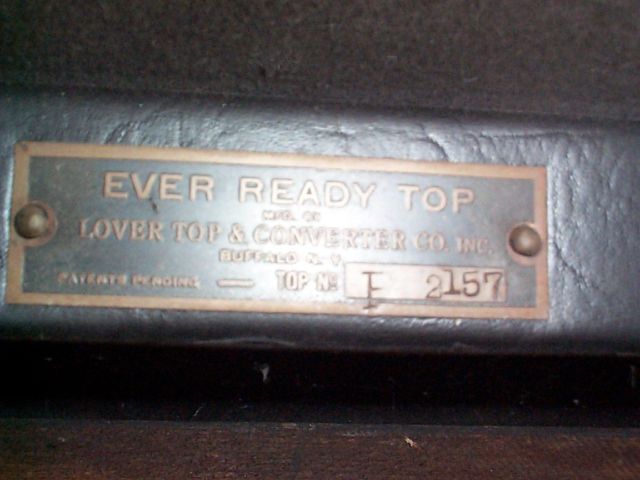 EVER READY TOP
MFD. BY
LOVER TOP & CONVERTER CO. INC.
BUFFALO N. Y.
PATENTS PENDING — TOP No I 2157